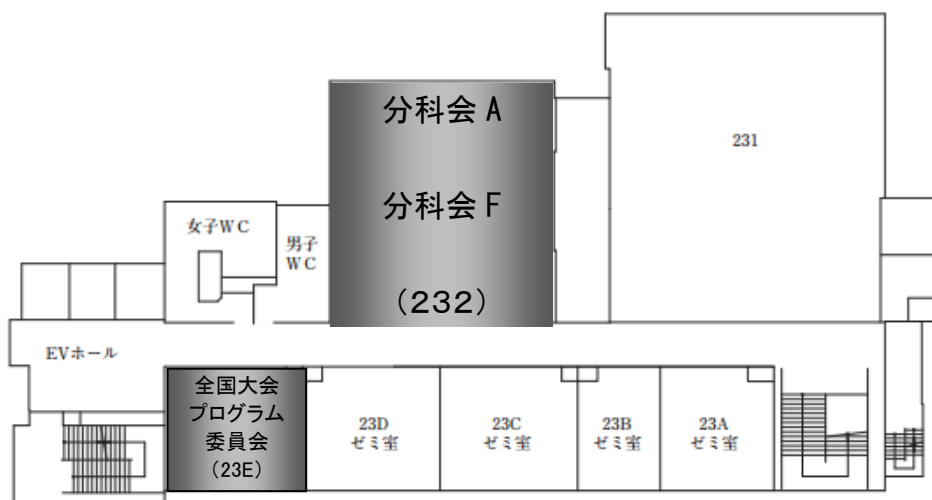 分科会 A
分科会 F
(232)
231
女子WC
男子
WC
EVホール
全国大会
プログラム
委員会
(23E)
23D
ゼミ室
23C
ゼミ室
23B
ゼミ室
23A
ゼミ室